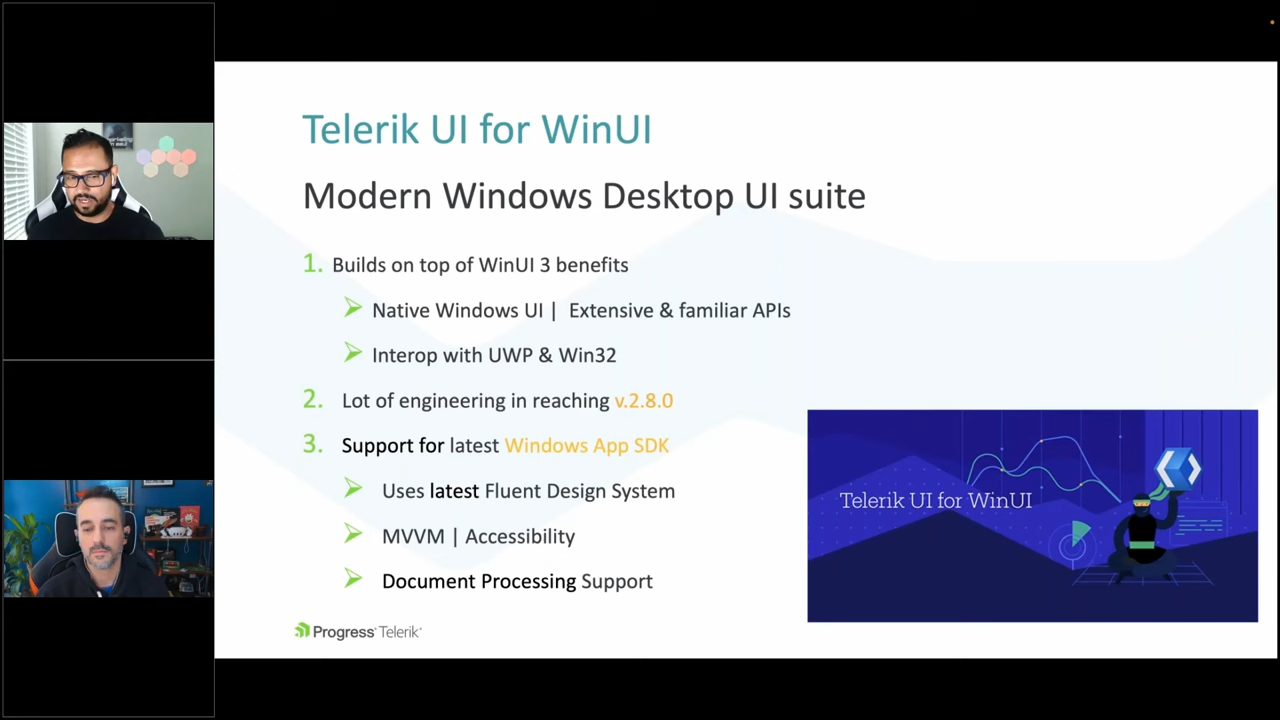 Telerik UI for WinUI
Modern Windows Desktop UI suite
1. Builds on top of WinUI 3 benefits
Native Windows UI | Extensive & familiar APIs
Interop with UWP & Win32
2. Lot of engineering in reaching v.2.8.0
3. Support for latest Windows App SDK
Uses latest Fluent Design System
MVVM | Accessibility
Document Processing Support
Telerik UI for WinUI
Progress Telerik